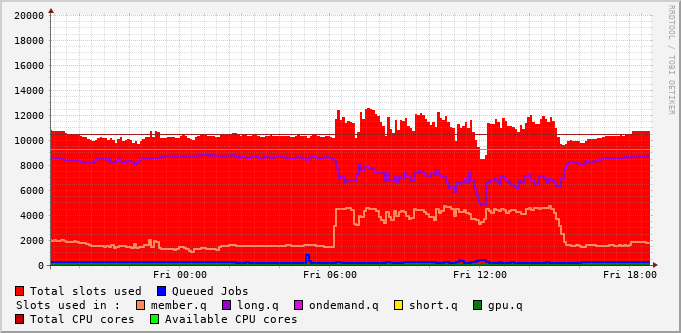 20000
18000
16000
14000
12000
10000
8000
6000
4000
2000
0
Fri 00:00 Fri 06:00 Fri 12:00 Fri 18:00
RRDTOOL / TOBI OETIKER
Total slots used Queued Jobs
Slots used in : member.q long.q ondemand.q short.q gpu.q
Total CPU cores Available CPU cores